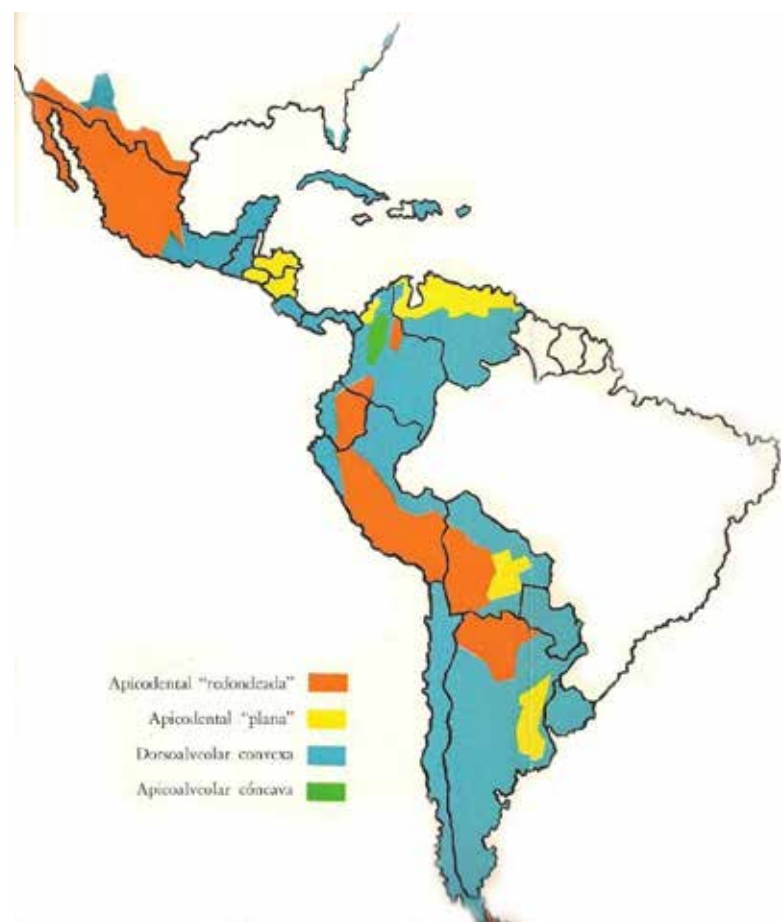 Apicodental "redondeada"
Apicodental "plana"
Dorsoalveolar convexa
Apicoalveolar cóncava